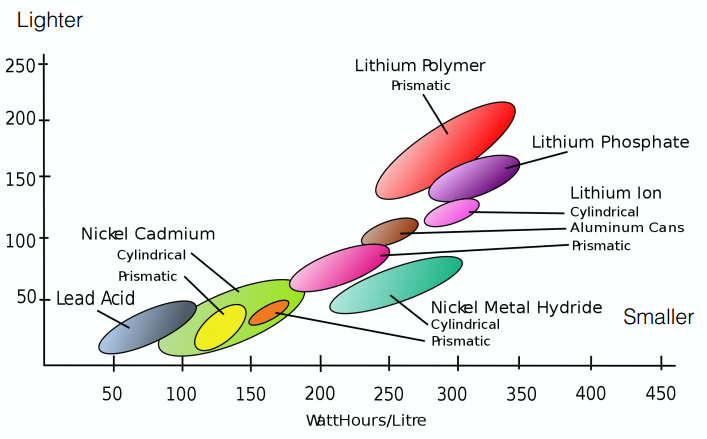 Lighter
250
200
150
100
50
Lithium Polymer
Prismatic
Lithium Phosphate
Lithium Ion
Cylindrical
Aluminum Cans
Prismatic
Nickel Cadmium
Cylindrical
Prismatic
Lead Acid
Nickel Metal Hydride
Cylindrical
Prismatic
Smaller
50 100 150 200 250 300 350 400 450
WattHours/Litre